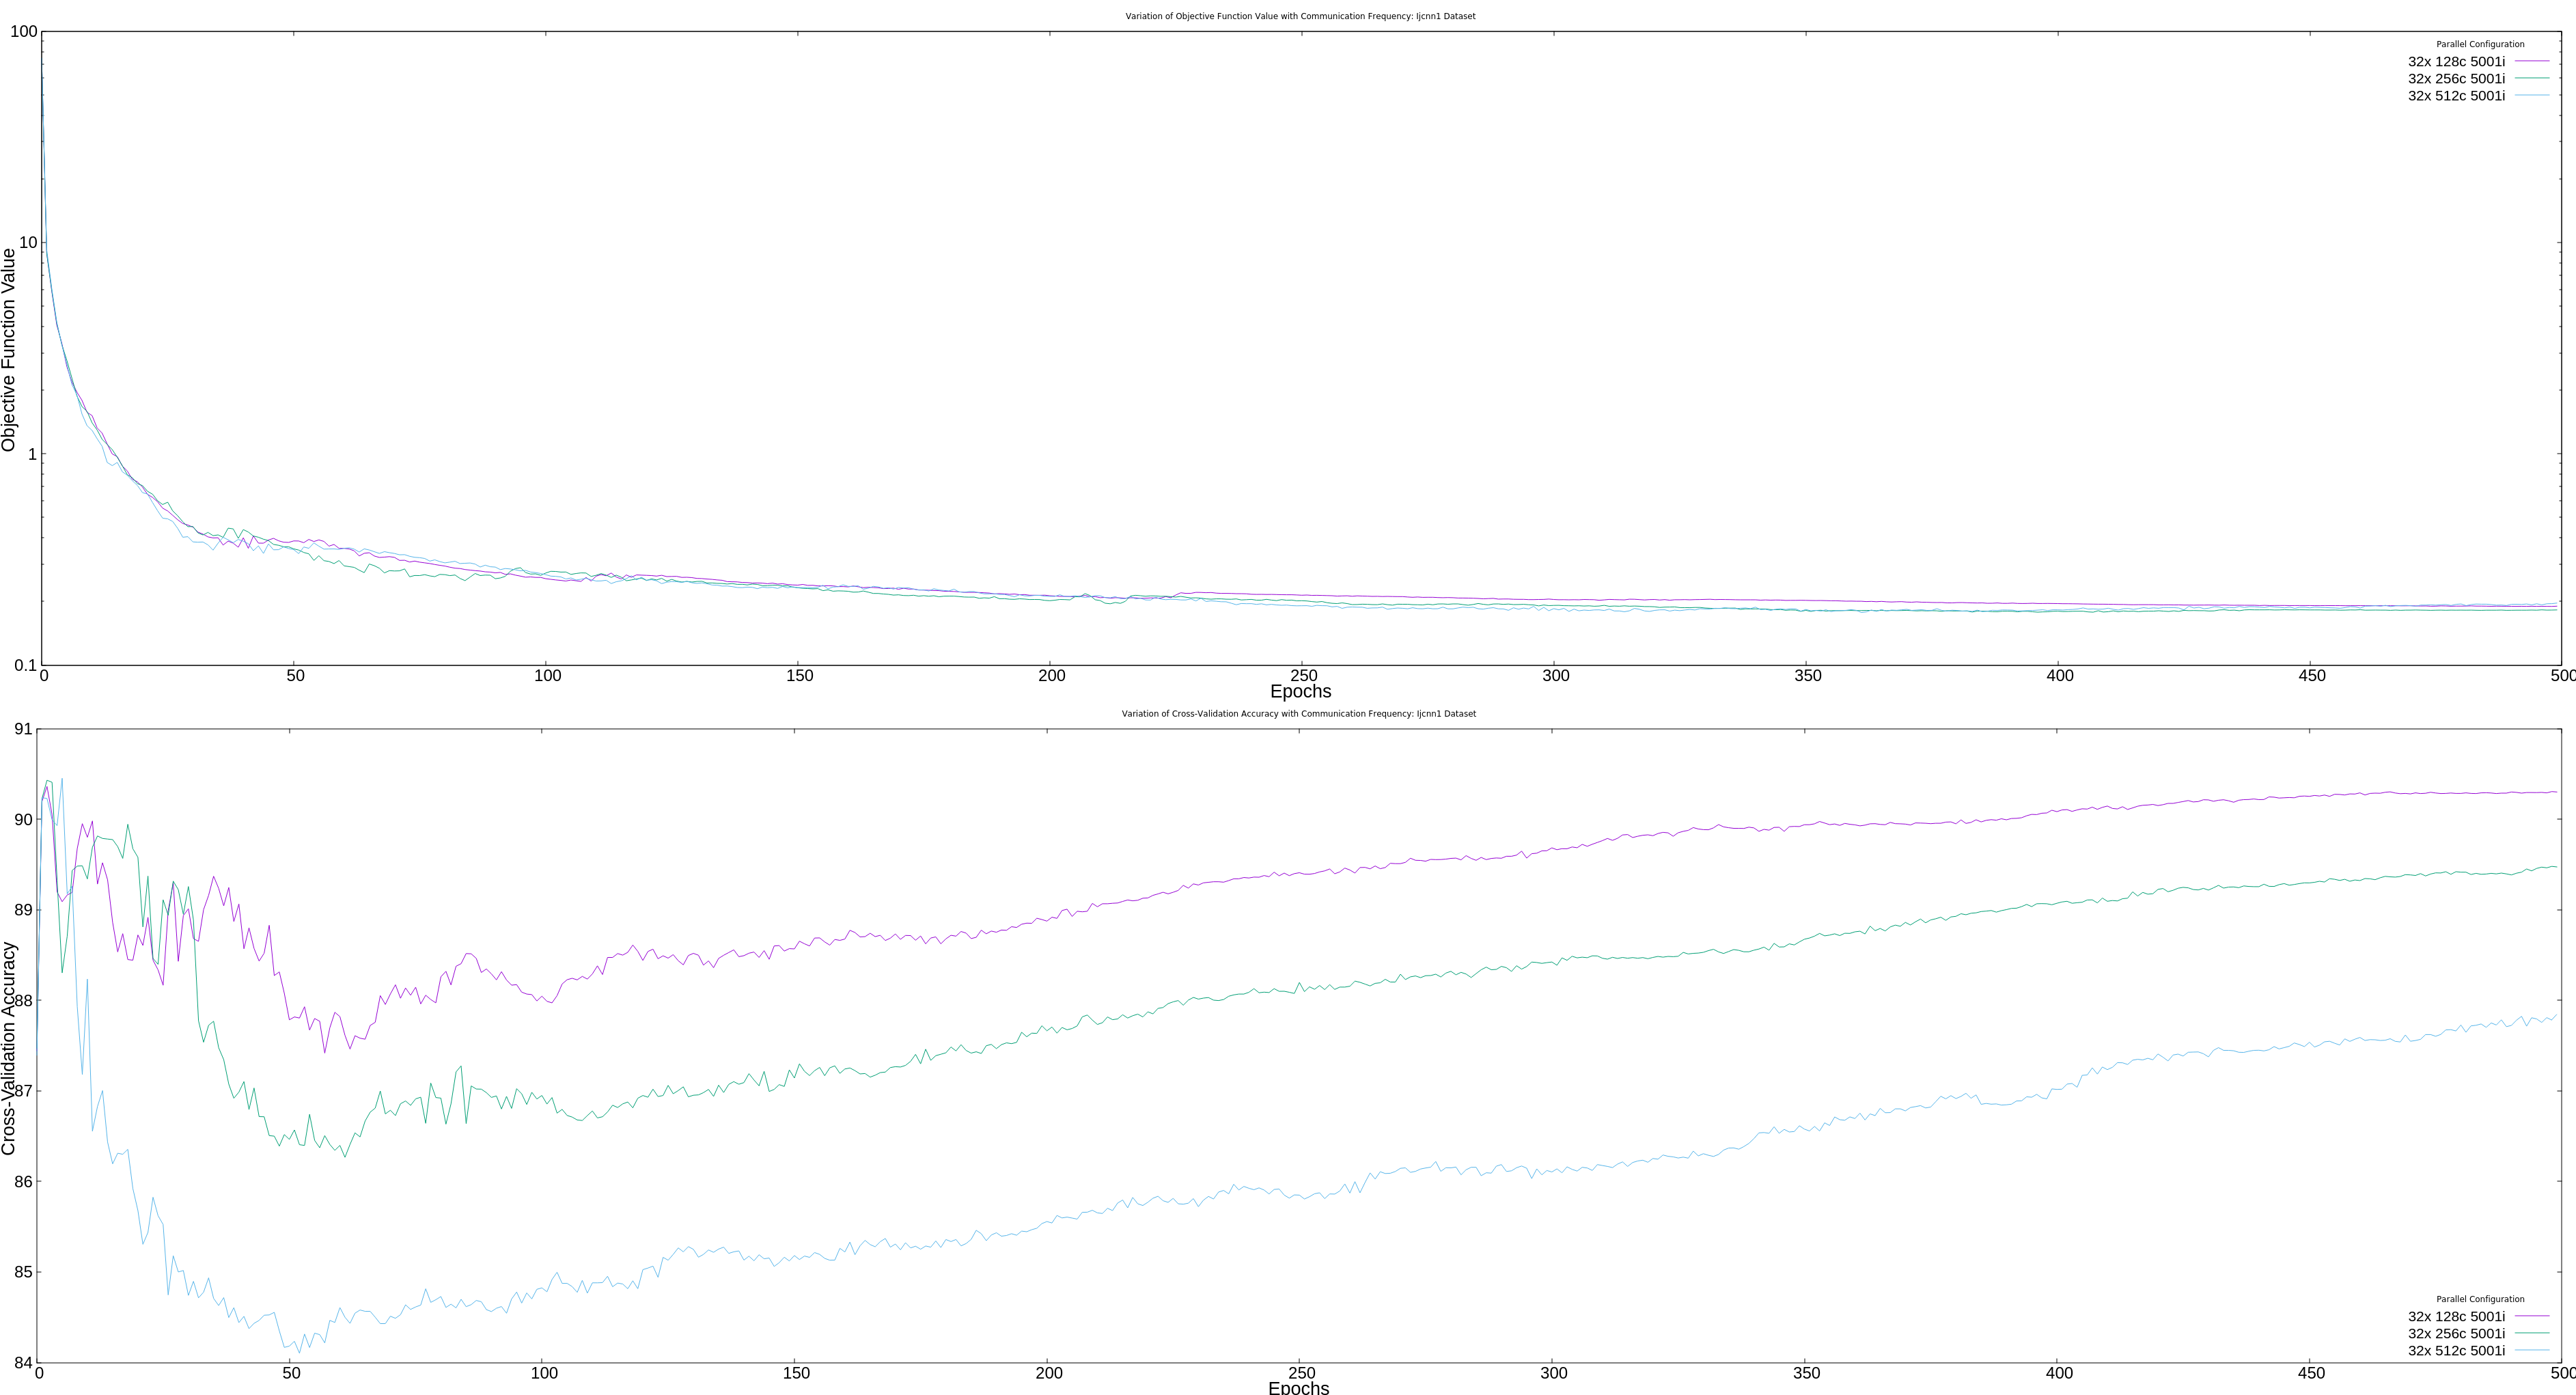 Variation of Objective Function Value with Communication Frequency: Ijcnn1 Dataset
100
10
1
0.1
Objective Function Value
Parallel Configuration
32x 128c 5001i
32x 256c 5001i
32x 512c 5001i
0 50 100 150 200 250 300 350 400 450 500
Epochs
Variation of Cross-Validation Accuracy with Communication Frequency: Ijcnn1 Dataset
91
90
89
88
87
86
85
84
Cross-Validation Accuracy
Parallel Configuration
32x 128c 5001i
32x 256c 5001i
32x 512c 5001i
0 50 100 150 200 250 300 350 400 450 500
Epochs